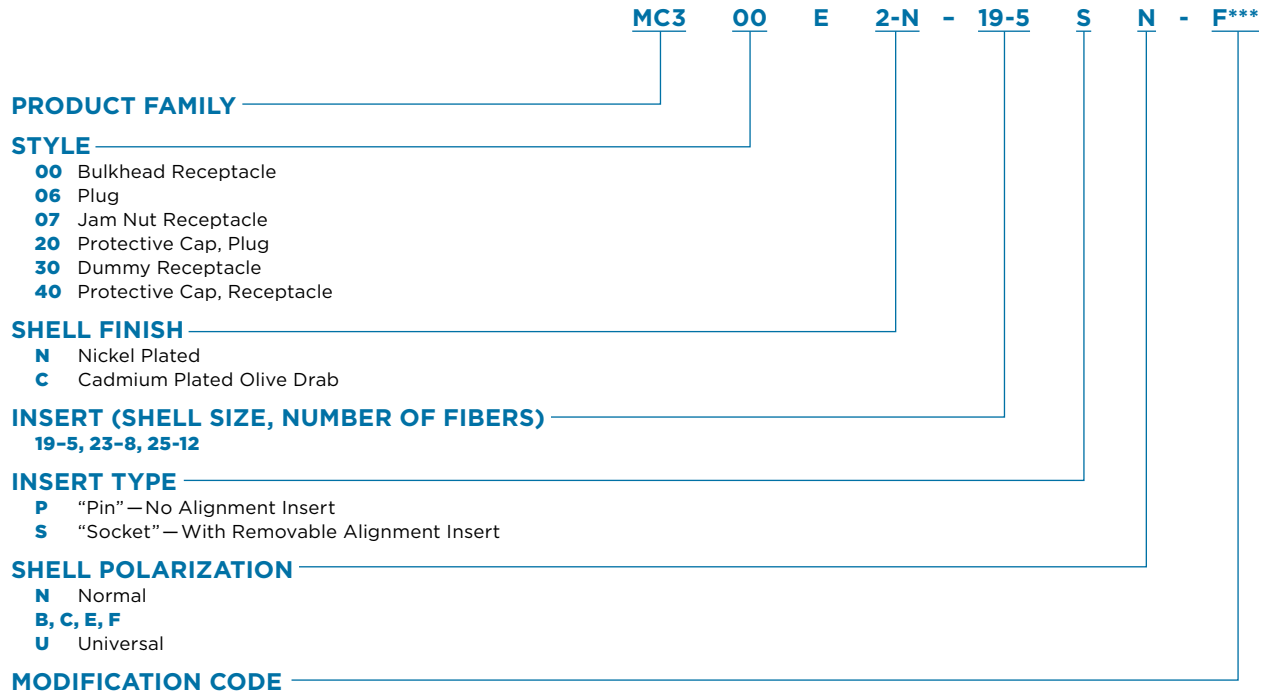 MC3 00 E 2-N – 19-5 S N - F***
PRODUCT FAMILY
STYLE
00 Bulkhead Receptacle
06 Plug
07 Jam Nut Receptacle
20 Protective Cap, Plug
30 Dummy Receptacle
40 Protective Cap, Receptacle
SHELL FINISH
N Nickel Plated
C Cadmium Plated Olive Drab
INSERT (SHELL SIZE, NUMBER OF FIBERS)
19–5, 23–8, 25-12
INSERT TYPE
P “Pin”—No Alignment Insert
S “Socket”—With Removable Alignment Insert
SHELL POLARIZATION
N Normal
B, C, E, F
U Universal
MODIFICATION CODE